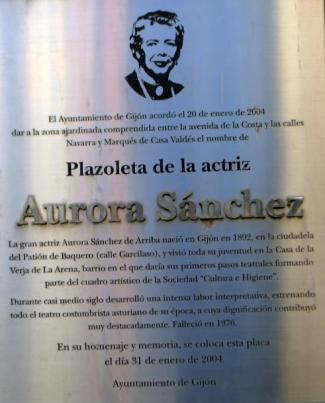 El Ayuntamiento de Gijón acordó el 20 de enero de 2004
dar a la zona ajardinada comprendida entre la avenida de la Costa y las calles
Navarra y Marqués de Casa Valdés el nombre de
Plazoleta de la actriz
Aurora Sánchez
La gran actriz Aurora Sánchez de Arriba nació en Gijón en 1892, en la ciudadela
del Patión de Baquero (calle Garcilaso), y vivió toda su juventud en la Casa de la
Verja de La Arena, barrio en el que daría sus primeros pasos teatrales formando
parte del cuadro artístico de la Sociedad "Cultura e Higiene".
Durante casi medio siglo desarrolló una intensa labor interpretativa, estrenando
todo el teatro costumbrista asturiano de su época, a cuya dignificación contribuyó
muy destacadamente. Falleció en 1976.
En su homenaje y memoria, se coloca esta placa
el día 31 de enero de 2004
Ayuntamiento de Gijón